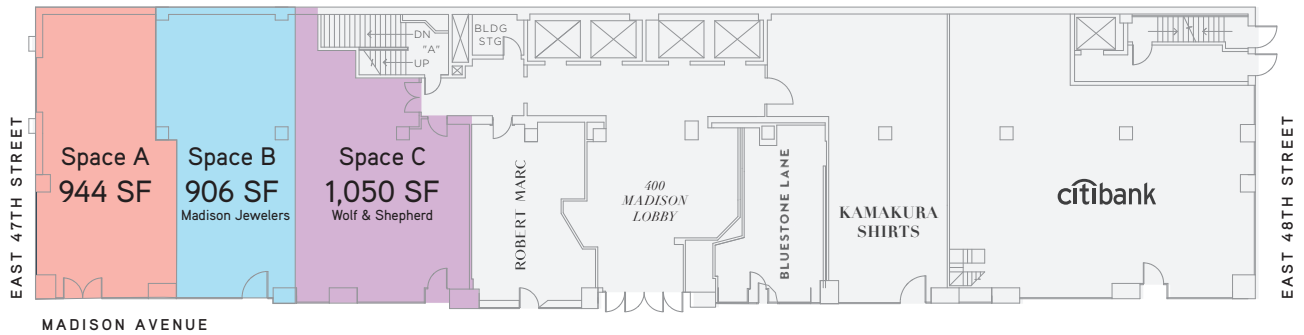 EAST 47TH STREET
Space A
944 SF
Space B
906 SF
Madison Jewelers
Space C
1,050 SF
Wolf & Shepherd
DN
"A"
UP
BLDG
STG
ROBERT MARC
400
MADISON
LOBBY
BLUESTONE LANE
KAMAKURA
SHIRTS
citibank
EAST 48TH STREET
MADISON AVENUE